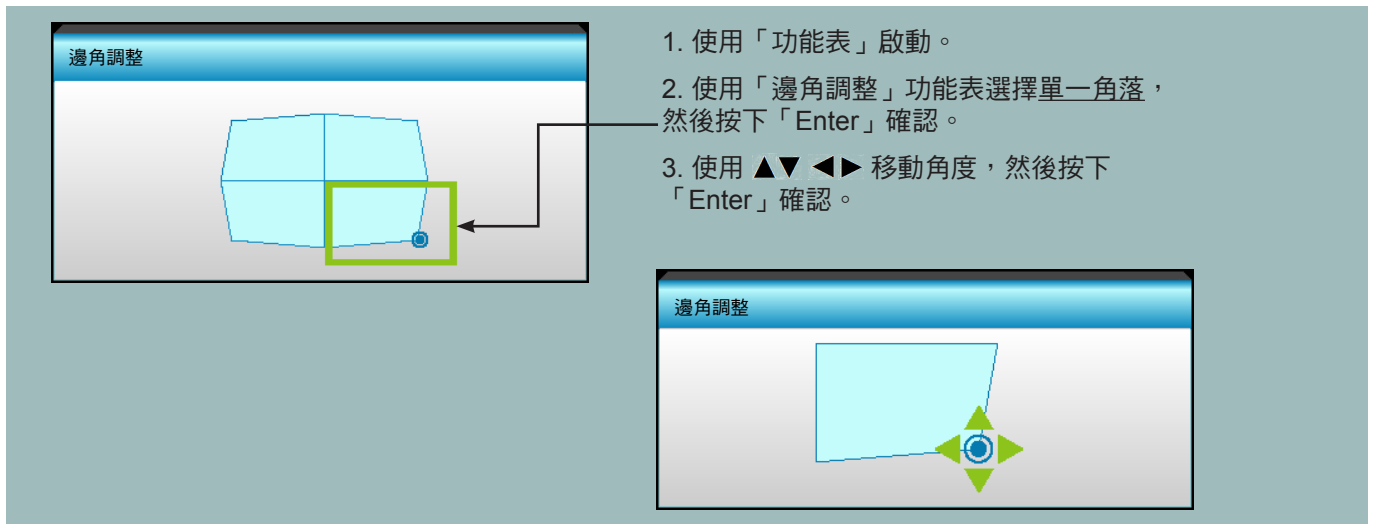 邊角調整
1. 使用「功能表」啟動。
2. 使用「邊角調整」功能表選擇單一角落，
然後按下「Enter」確認。
3. 使用 ▲▼ ◀▶ 移動角度，然後按下
「Enter」確認。
邊角調整